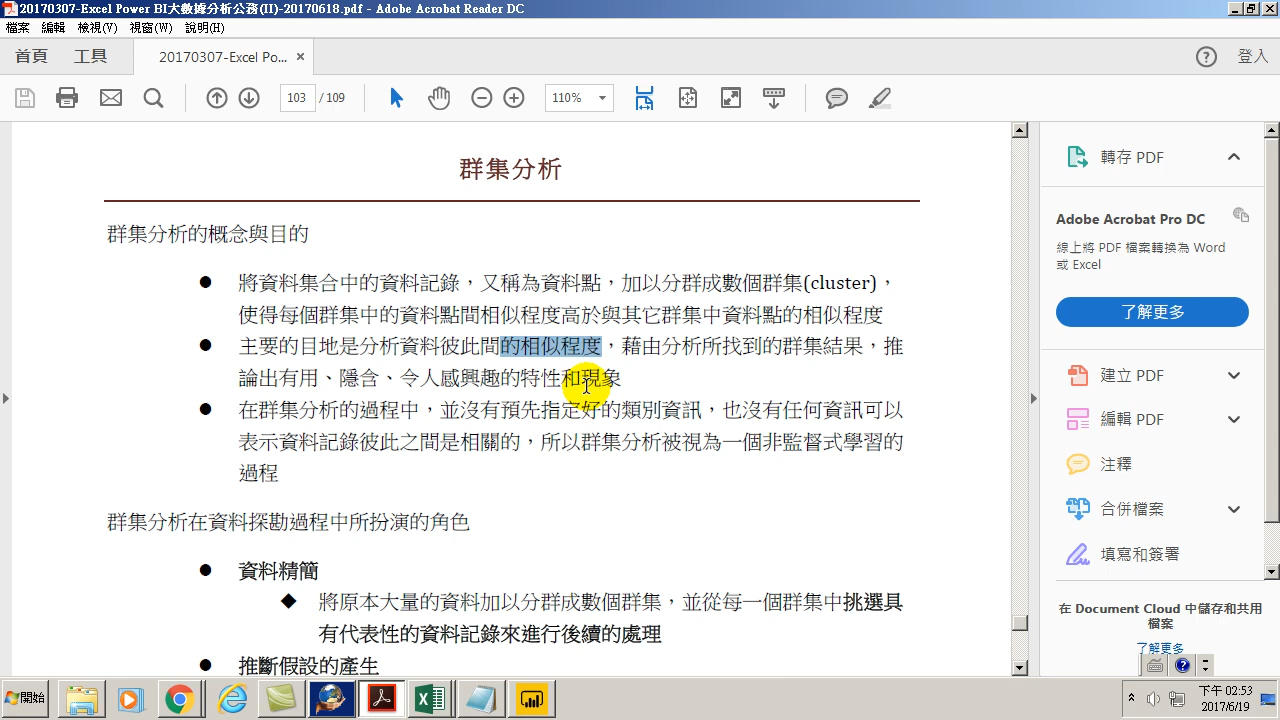 20170307-Excel Power BI大數據分析公務(II)-20170618.pdf - Adobe Acrobat Reader DC
檔案 編輯 檢視(V) 視窗(W) 說明(H)
首頁 工具 20170307-Excel Po... × 登入
103 / 109 110%
群集分析
群集分析的概念與目的
● 將資料集合中的資料記錄，又稱為資料點，加以分群成數個群集(cluster)，
使得每個群集中的資料點間相似程度高於與其它群集中資料點的相似程度
● 主要的目地是分析資料彼此間的相似程度，藉由分析所找到的群集結果，推
論出有用、隱含、令人感興趣的特性和現象
● 在群集分析的過程中，並沒有預先指定好的類別資訊，也沒有任何資訊可以
表示資料記錄彼此之間是相關的，所以群集分析被視為一個非監督式學習的
過程
群集分析在資料探勘過程中所扮演的角色
● 資料精簡
◆ 將原本大量的資料加以分群成數個群集，並從每一個群集中挑選具
有代表性的資料記錄來進行後續的處理
● 推斷假設的產生
轉存 PDF
Adobe Acrobat Pro DC
線上將 PDF 檔案轉換為 Word
或 Excel
了解更多
建立 PDF
編輯 PDF
注釋
合併檔案
填寫和簽署
在 Document Cloud 中儲存和共用
檔案
了解更多
開始
下午 02:53
2017/6/19